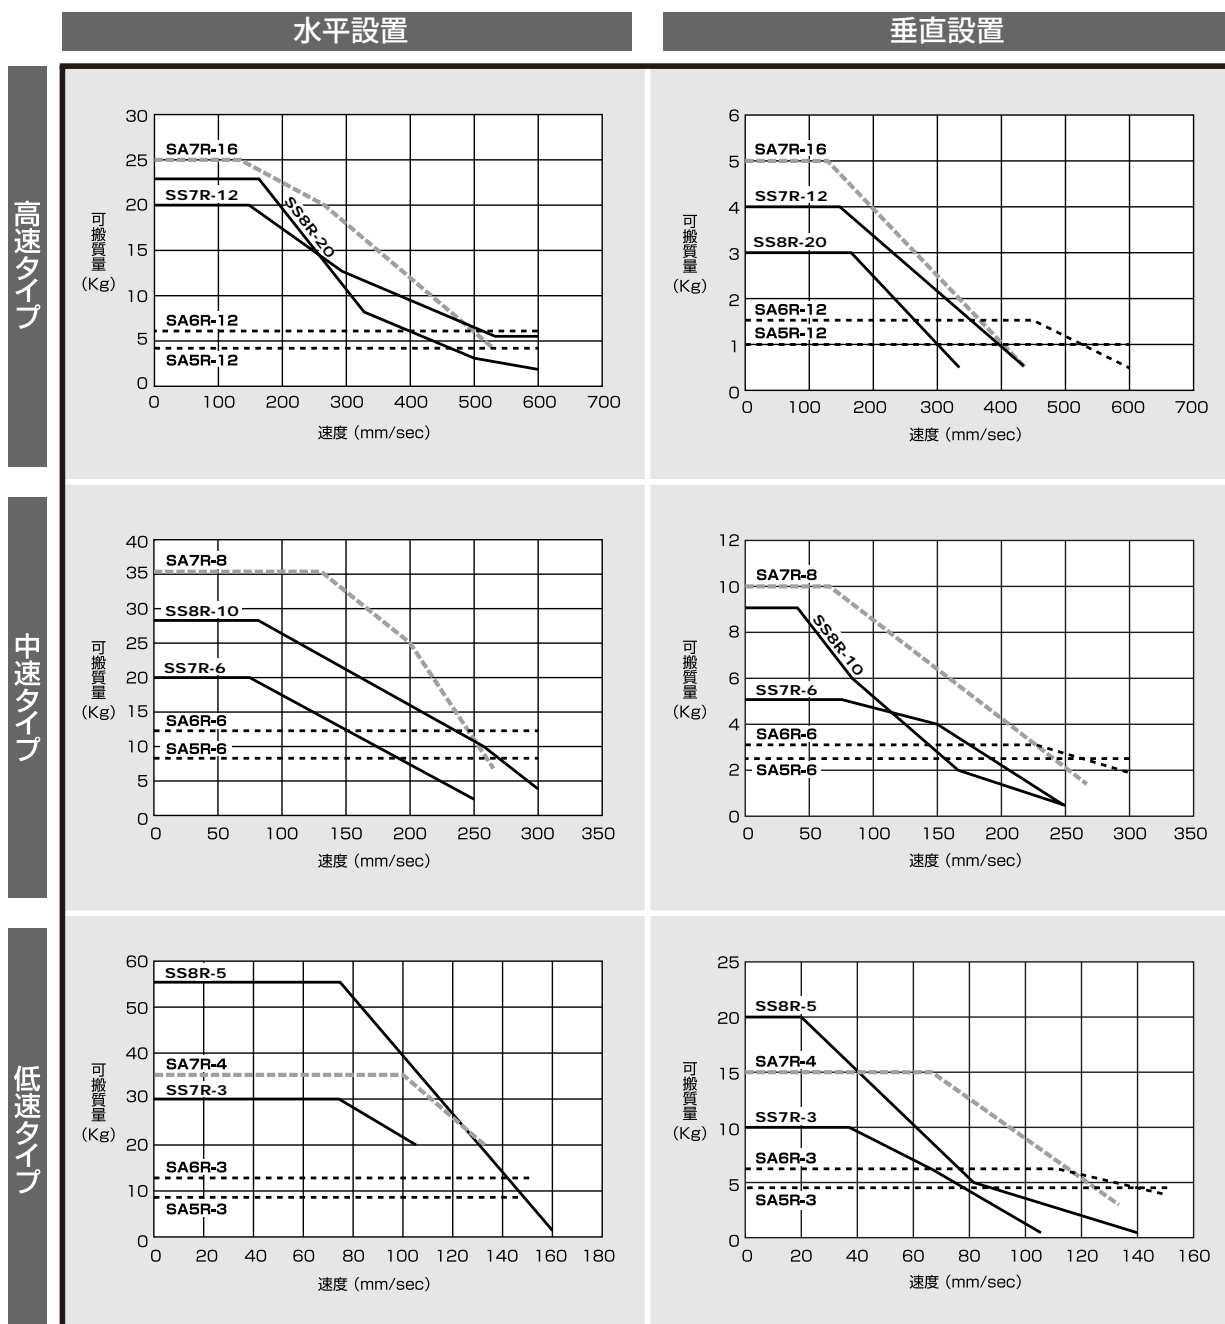 水平設置
垂直設置
高速タイプ
30
25
20
15
10
5
0
可搬質量
(Kg)
SA7R-16
SS7R-12
SS8R-20
SA6R-12
SA5R-12
0 100 200 300 400 500 600 700
速度 (mm/sec)
6
5
4
3
2
1
0
可搬質量
(Kg)
SA7R-16
SS7R-12
SS8R-20
SA6R-12
SA5R-12
0 100 200 300 400 500 600 700
速度 (mm/sec)
中速タイプ
40
35
30
25
20
15
10
5
0
可搬質量
(Kg)
SA7R-8
SS8R-10
SS7R-6
SA6R-6
SA5R-6
0 50 100 150 200 250 300 350
速度 (mm/sec)
12
10
8
6
4
2
0
可搬質量
(Kg)
SA7R-8
SS8R-10
SS7R-6
SA6R-6
SA5R-6
0 50 100 150 200 250 300 350
速度 (mm/sec)
低速タイプ
60
50
40
30
20
10
0
可搬質量
(Kg)
SS8R-5
SA7R-4
SS7R-3
SA6R-3
SA5R-3
0 20 40 60 80 100 120 140 160 180
速度 (mm/sec)
25
20
15
10
5
0
可搬質量
(Kg)
SS8R-5
SA7R-4
SS7R-3
SA6R-3
SA5R-3
0 20 40 60 80 100 120 140 160
速度 (mm/sec)